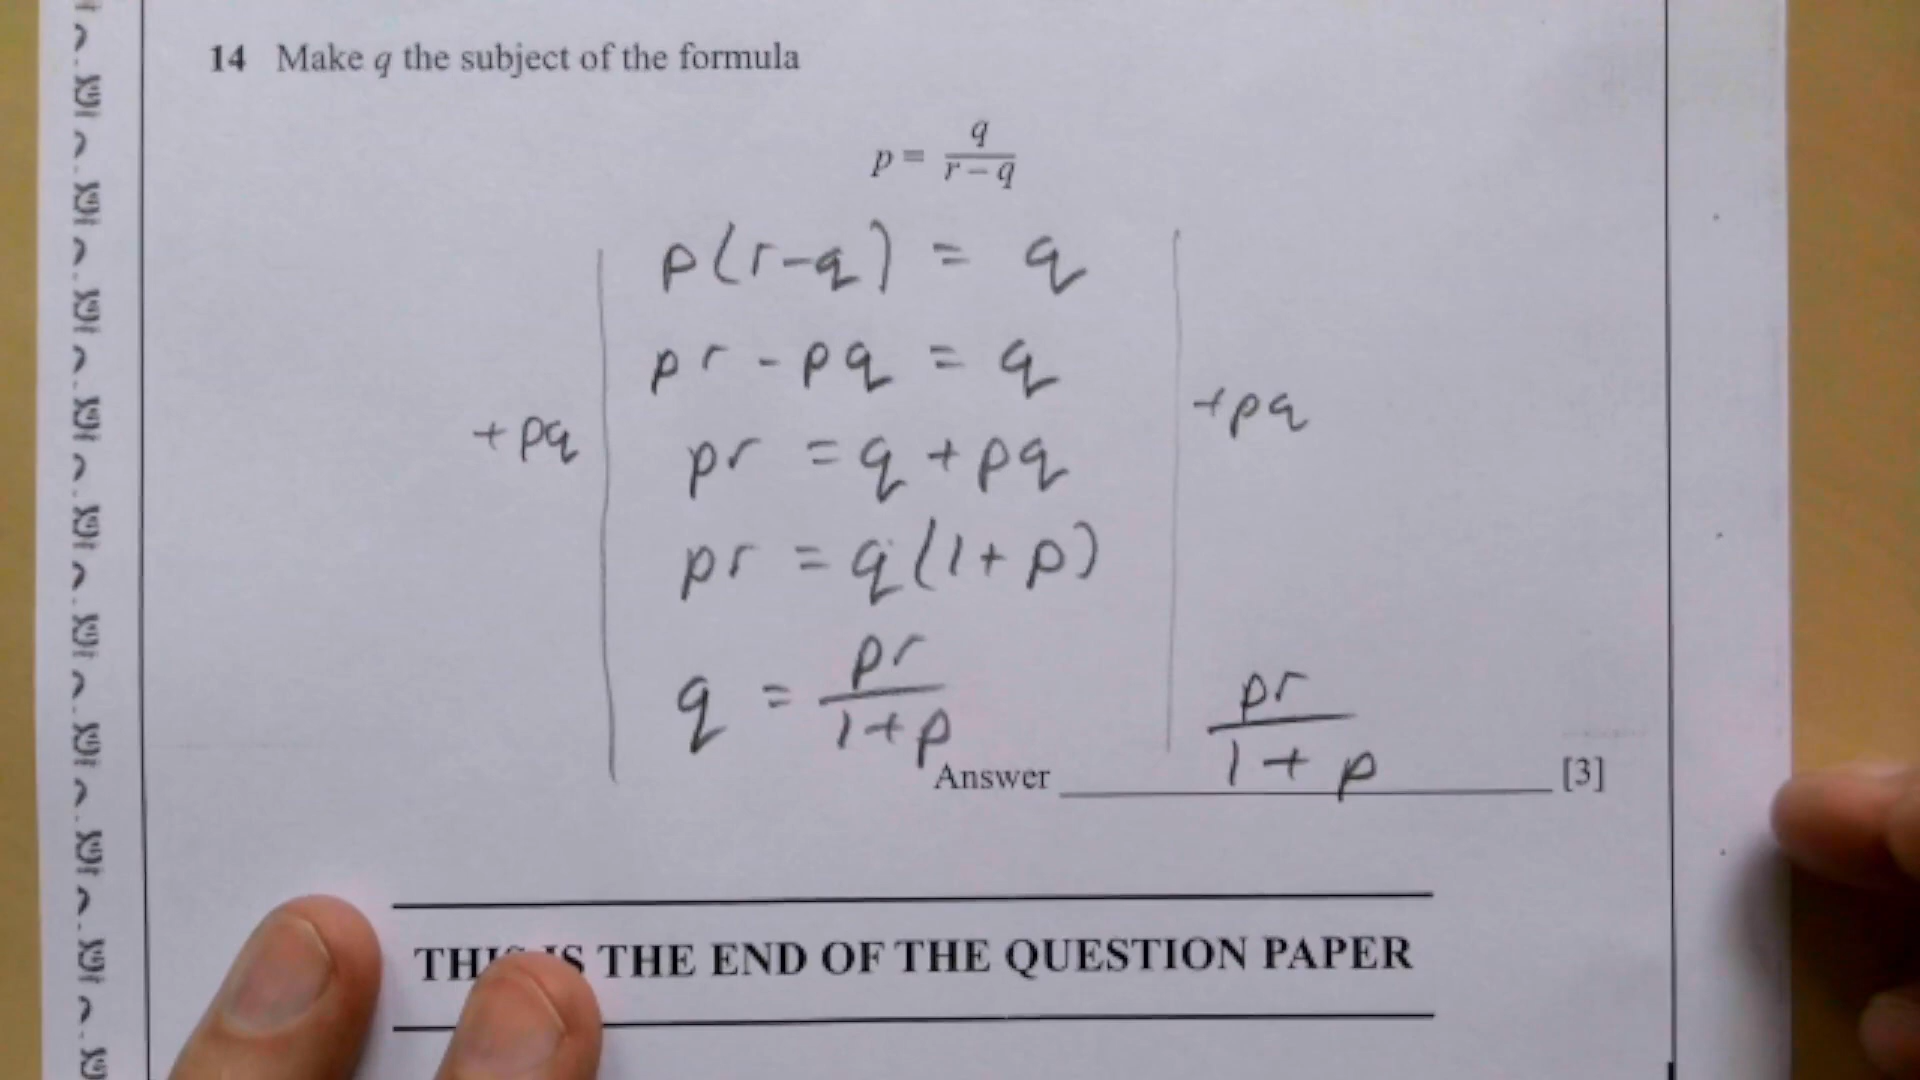 14 Make q the subject of the formula
p = q/(r – q)
p(r-q) = q
pr - pq = q
+pq
+pq
pr = q + pq
pr = q(1+p)
q = pr/(1+p)
Answer pr/(1+p) [3]
THE END OF THE QUESTION PAPER